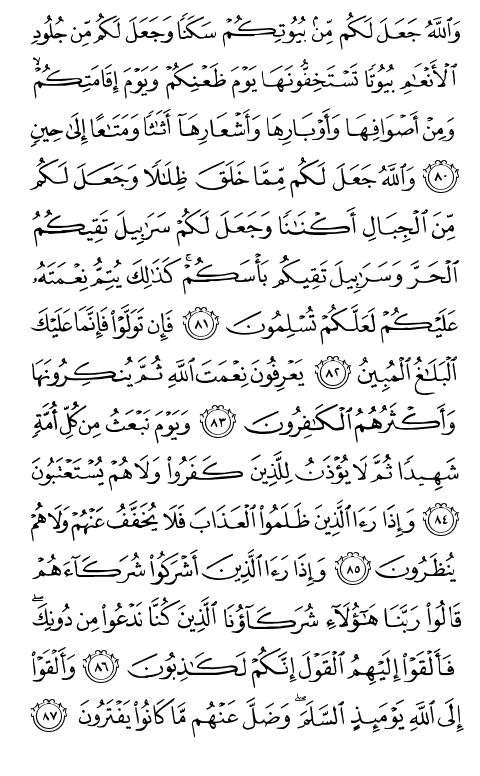 وَٱللَّهُ جَعَلَ لَكُم مِّنۢ بُيُوتِكُمْ سَكَنًا وَجَعَلَ لَكُم مِّن جُلُودِ
ٱلْأَنْعَٰمِ بُيُوتًا تَسْتَخِفُّونَهَا يَوْمَ ظَعْنِكُمْ وَيَوْمَ إِقَامَتِكُمْ ۙ
وَمِنْ أَصْوَافِهَا وَأَوْبَارِهَا وَأَشْعَارِهَآ أَثَٰثًا وَمَتَٰعًا إِلَىٰ حِينٍ
٨٠ وَٱللَّهُ جَعَلَ لَكُم مِّمَّا خَلَقَ ظِلَٰلًا وَجَعَلَ لَكُم
مِّنَ ٱلْجِبَالِ أَكْنَٰنًا وَجَعَلَ لَكُمْ سَرَٰبِيلَ تَقِيكُمُ
ٱلْحَرَّ وَسَرَٰبِيلَ تَقِيكُم بَأْسَكُمْ ۚ كَذَٰلِكَ يُتِمُّ نِعْمَتَهُۥ
عَلَيْكُمْ لَعَلَّكُمْ تُسْلِمُونَ ٨١ فَإِن تَوَلَّوْا۟ فَإِنَّمَا عَلَيْكَ
ٱلْبَلَٰغُ ٱلْمُبِينُ ٨٢ يَعْرِفُونَ نِعْمَتَ ٱللَّهِ ثُمَّ يُنكِرُونَهَا
وَأَكْثَرُهُمُ ٱلْكَٰفِرُونَ ٨٣ وَيَوْمَ نَبْعَثُ مِن كُلِّ أُمَّةٍ
شَهِيدًا ثُمَّ لَا يُؤْذَنُ لِلَّذِينَ كَفَرُوا۟ وَلَا هُمْ يُسْتَعْتَبُونَ
٨٤ وَإِذَا رَءَا ٱلَّذِينَ ظَلَمُوا۟ ٱلْعَذَابَ فَلَا يُخَفَّفُ عَنْهُمْ وَلَا هُمْ
يُنظَرُونَ ٨٥ وَإِذَا رَءَا ٱلَّذِينَ أَشْرَكُوا۟ شُرَكَآءَهُمْ
قَالُوا۟ رَبَّنَا هَٰٓؤُلَآءِ شُرَكَآؤُنَا ٱلَّذِينَ كُنَّا نَدْعُوا۟ مِن دُونِكَ ۖ
فَأَلْقَوْا۟ إِلَيْهِمُ ٱلْقَوْلَ إِنَّكُمْ لَكَٰذِبُونَ ٨٦ وَأَلْقَوْا۟
إِلَى ٱللَّهِ يَوْمَئِذٍ ٱلسَّلَمَ ۖ وَضَلَّ عَنْهُم مَّا كَانُوا۟ يَفْتَرُونَ ٨٧